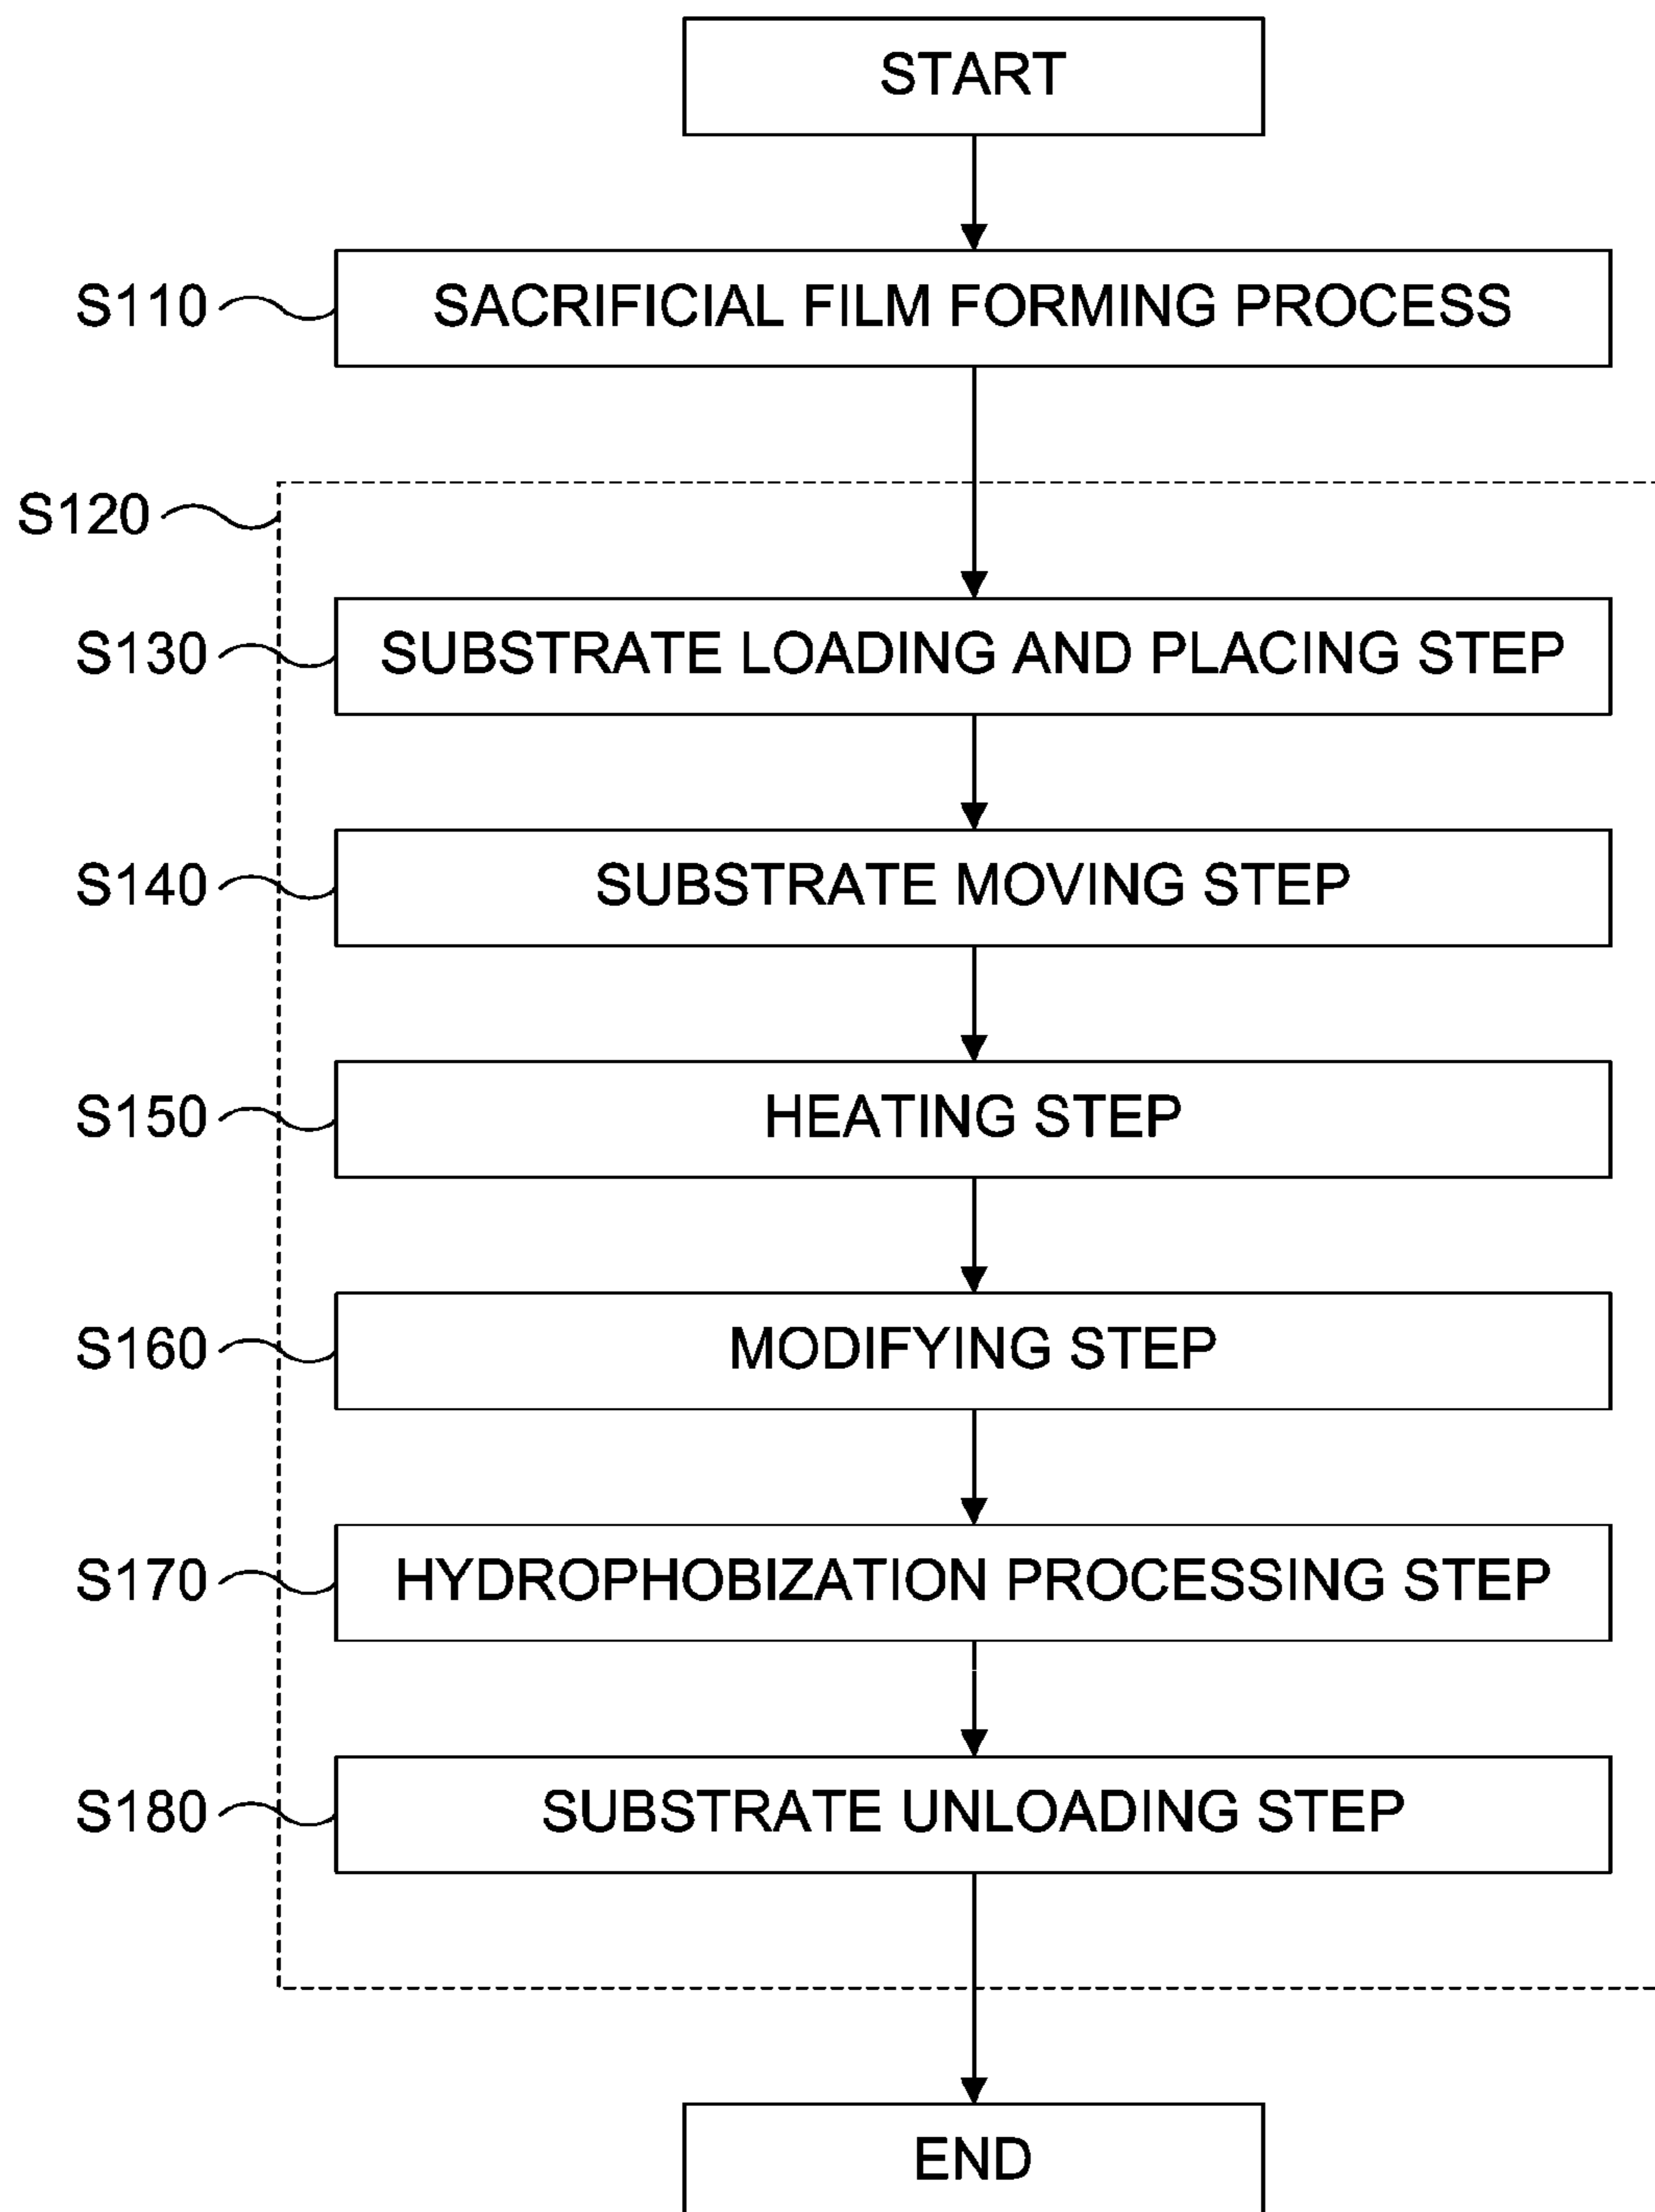 START
S110
SACRIFICIAL FILM FORMING PROCESS
S120
S130
SUBSTRATE LOADING AND PLACING STEP
S140
SUBSTRATE MOVING STEP
S150
HEATING STEP
S160
MODIFYING STEP
S170
HYDROPHOBIZATION PROCESSING STEP
S180
SUBSTRATE UNLOADING STEP
END